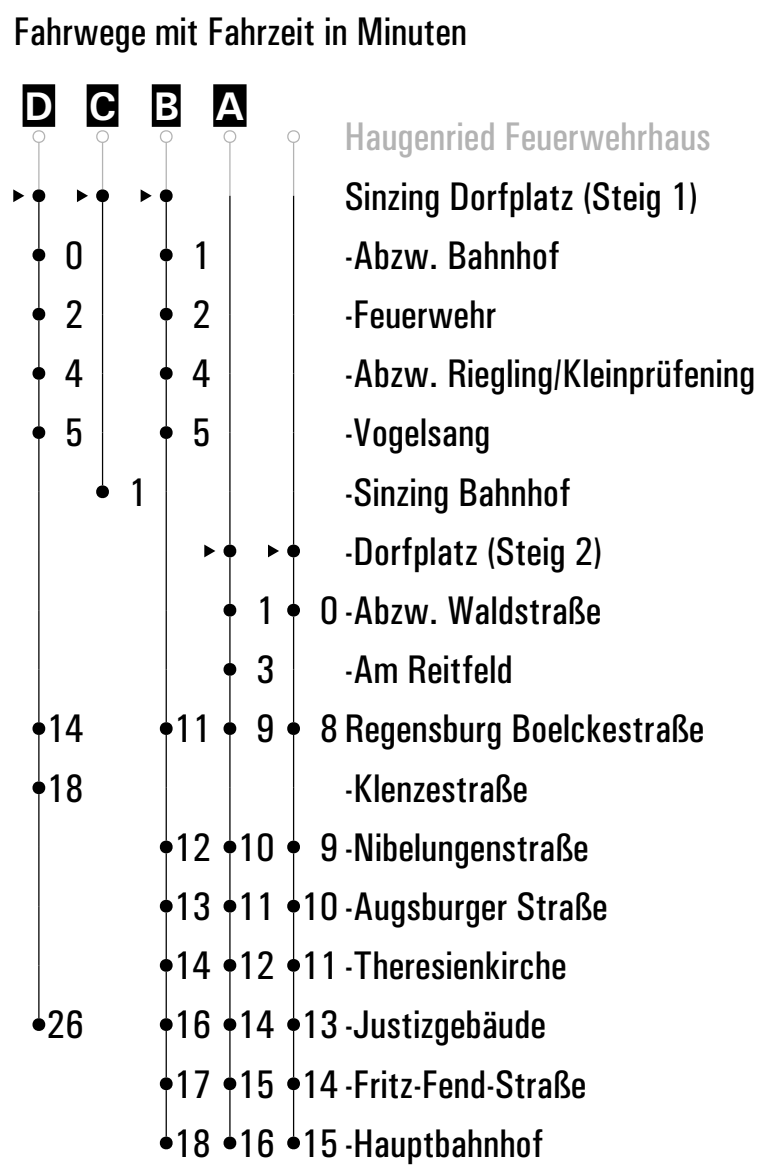 Fahrwege mit Fahrzeit in Minuten
D C B A
Haugenried Feuerwehrhaus
Sinzing Dorfplatz (Steig 1)
0 1 -Abzw. Bahnhof
2 2 -Feuerwehr
4 4 -Abzw. Riegling/Kleinprüfening
5 5 -Vogelsang
1 -Sinzing Bahnhof
-Dorfplatz (Steig 2)
1 0 -Abzw. Waldstraße
3 -Am Reitfeld
14 11 9 8 Regensburg Boelckestraße
18 -Klenzestraße
12 10 9 -Nibelungenstraße
13 11 10 -Augsburger Straße
14 12 11 -Theresienkirche
26 16 14 13 -Justizgebäude
17 15 14 -Fritz-Fend-Straße
18 16 15 -Hauptbahnhof